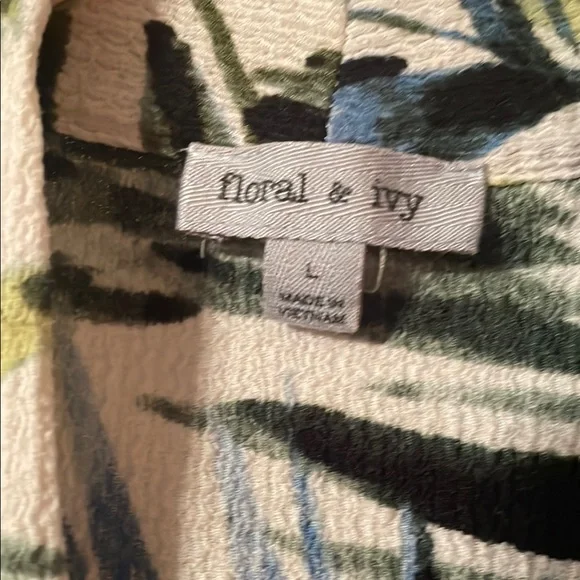 floral & ivy
L
MADE IN
VIETNAM